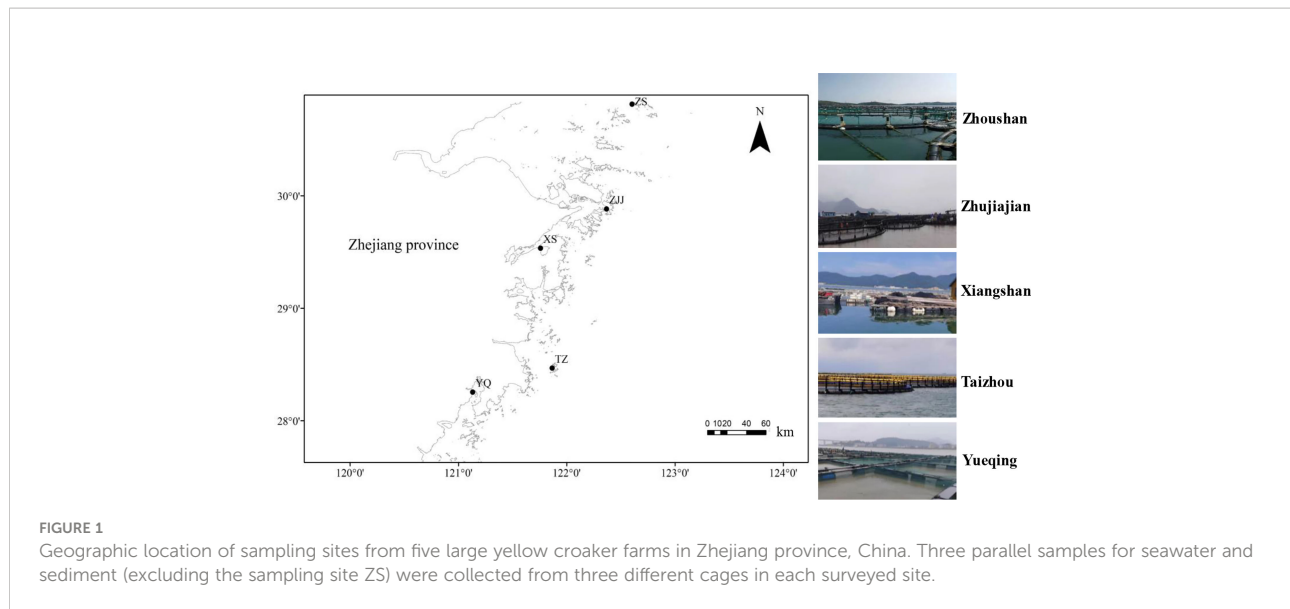 ZS
N
Zhoushan
30°0'
ZJJ
Zhujiajian
XS
Zhejiang province
Xiangshan
29°0'
TZ
Taizhou
YQ
28°0'
0 10 20 40 60
km
Yueqing
120°0' 121°0' 122°0' 123°0' 124°0'
FIGURE 1
Geographic location of sampling sites from five large yellow croaker farms in Zhejiang province, China. Three parallel samples for seawater and
sediment (excluding the sampling site ZS) were collected from three different cages in each surveyed site.